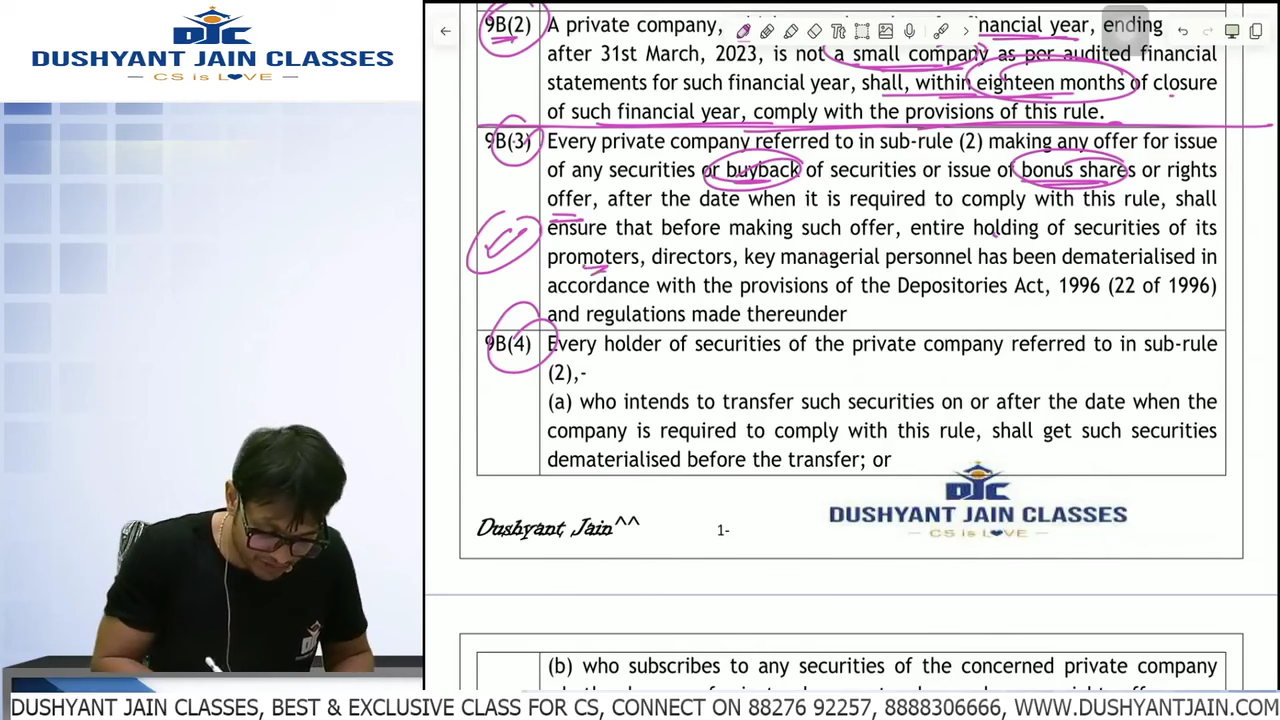 DJC
DUSHYANT JAIN CLASSES
CS is L VE
9B(2) A private company, financial year, ending
after 31st March, 2023, is not a small company as per audited financial
statements for such financial year, shall, within eighteen months of closure
of such financial year, comply with the provisions of this rule.
9B(3) Every private company referred to in sub-rule (2) making any offer for issue
of any securities or buyback of securities or issue of bonus shares or rights
offer, after the date when it is required to comply with this rule, shall
ensure that before making such offer, entire holding of securities of its
promoters, directors, key managerial personnel has been dematerialised in
accordance with the provisions of the Depositories Act, 1996 (22 of 1996)
and regulations made thereunder
9B(4) Every holder of securities of the private company referred to in sub-rule
(2),-
(a) who intends to transfer such securities on or after the date when the
company is required to comply with this rule, shall get such securities
dematerialised before the transfer; or
Dushyant Jain^^ 1-
DJC
DUSHYANT JAIN CLASSES
CS is L VE
(b) who subscribes to any securities of the concerned private company
DUSHYANT JAIN CLASSES, BEST & EXCLUSIVE CLASS FOR CS, CONNECT ON 88276 92257, 8888306666, WWW.DUSHYANTJAIN.COM